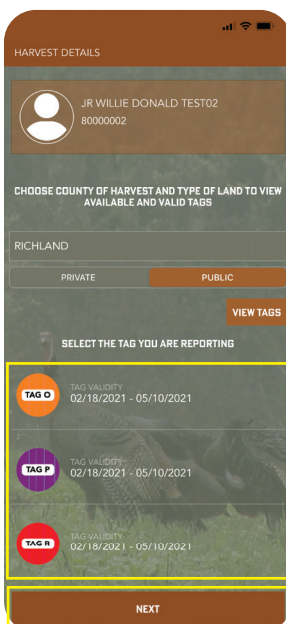 HARVEST DETAILS
JR WILLIE DONALD TEST02
80000002
CHOOSE COUNTY OF HARVEST AND TYPE OF LAND TO VIEW
AVAILABLE AND VALID TAGS
RICHLAND
PRIVATE PUBLIC
VIEW TAGS
SELECT THE TAG YOU ARE REPORTING
TAG O
TAG VALIDITY
02/18/2021 - 05/10/2021
TAG P
TAG VALIDITY
02/18/2021 - 05/10/2021
TAG R
TAG VALIDITY
02/18/2021 - 05/10/2021
NEXT